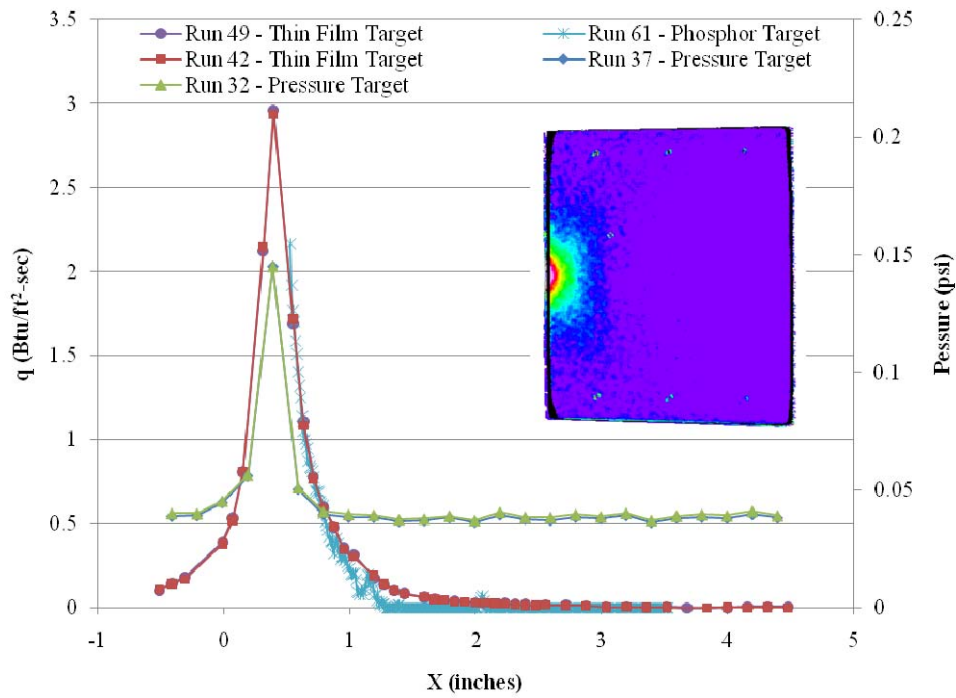 3.5
3
2.5
2
1.5
1
0.5
0
q (Btu/ft²-sec)
Run 49 - Thin Film Target
Run 61 - Phosphor Target
Run 42 - Thin Film Target
Run 37 - Pressure Target
Run 32 - Pressure Target
0.25
0.2
0.15
0.1
0.05
0
Pessure (psi)
-1 0 1 2 3 4 5
X (inches)